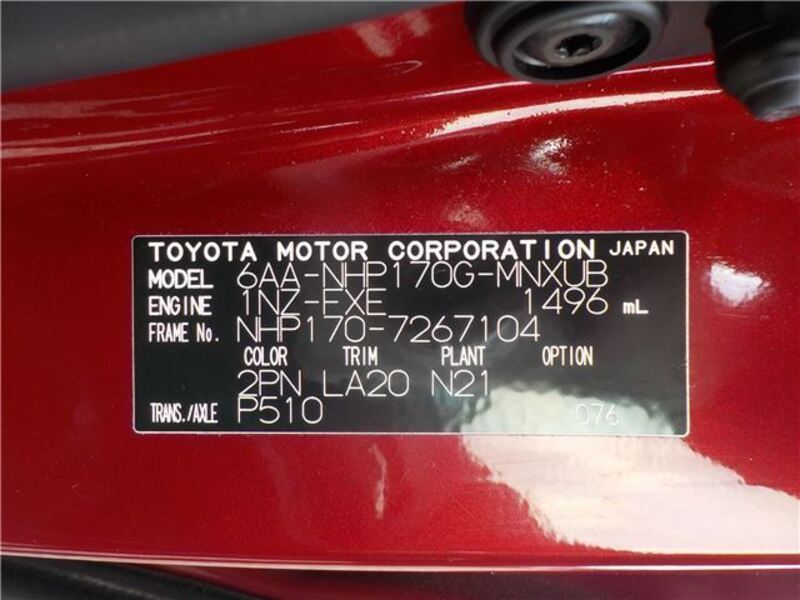 TOYOTA MOTOR CORPORATION JAPAN
MODEL 6AA-NHP170G-MNXUB
ENGINE 1NZ-FXE 1496 mL
FRAME No. NHP170-7267104
COLOR TRIM PLANT OPTION
2PN LA20 N21
TRANS./AXLE P510 076